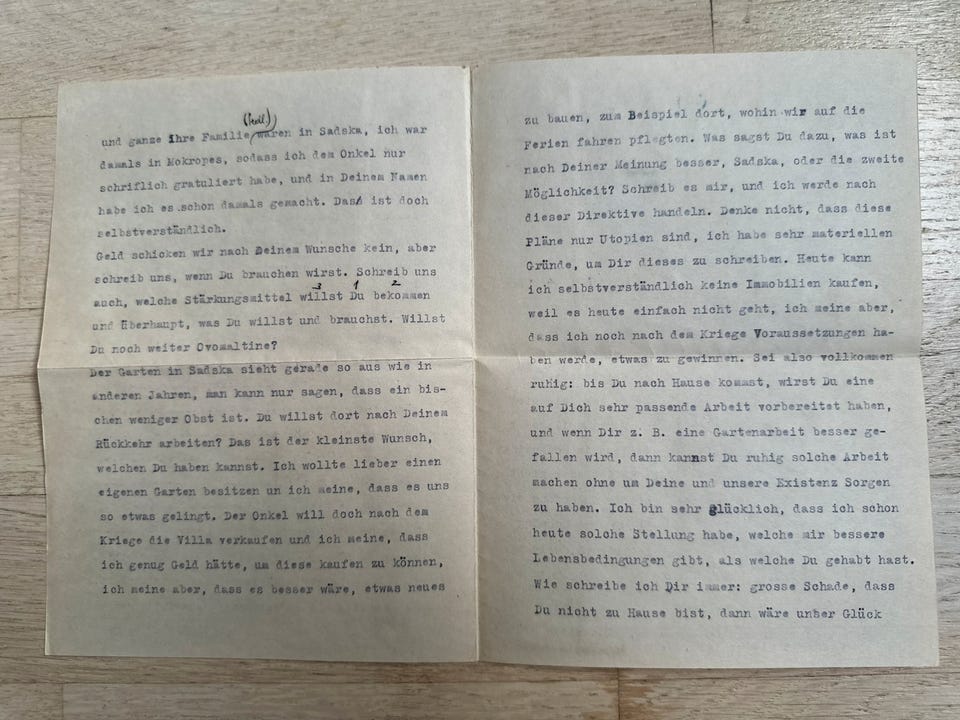 und ganze ihre Familie waren in Sadska, ich war
damals in Mokropes, sodass ich dem Onkel nur
schriflich gratuliert habe, und in Deinem Namen
habe ich es schon damals gemacht. Das ist doch
selbstverständlich.
Geld schicken wir nach Deinem Wunsche kein, aber
schreib uns, wenn Du brauchen wirst. Schreib uns
3 1 2
auch, welche Stärkungsmittel willst Du bekommen
und überhaupt, was Du willst und brauchst. Willst
Du noch weiter Ovomaltine?
Der Garten in Sadska sieht gerade so aus wie in
anderen Jahren, man kann nur sagen, dass ein bis-
chen weniger Obst ist. Du willst dort nach Deinem
Rückkehr arbeiten? Das ist der kleinste Wunsch,
welchen Du haben kannst. Ich wollte lieber einen
eigenen Garten besitzen un ich meine, dass es uns
so etwas gelingt. Der Onkel will doch nach dem
Kriege die Villa verkaufen und ich meine, dass
ich genug Geld hätte, um diese kaufen zu können,
ich meine aber, dass es besser wäre, etwas neues
zu bauen, zum Beispiel dort, wohin wir auf die
Ferien fahren pflegten. Was sagst Du dazu, was ist
nach Deiner Meinung besser, Sadska, oder die zweite
Möglichkeit? Schreib es mir, und ich werde nach
dieser Direktive handeln. Denke nicht, dass diese
Pläne nur Utopien sind, ich habe sehr materiellen
Gründe, um Dir dieses zu schreiben. Heute kann
ich selbstverständlich keine Immobilien kaufen,
weil es heute einfach nicht geht, ich meine aber,
dass ich noch nach dem Kriege Voraussetzungen ha-
ben werde, etwas zu gewinnen. Sei also vollkommen
ruhig: bis Du nach Hause kommst, wirst Du eine
auf Dich sehr passende Arbeit vorbereitet haben,
und wenn Dir z. B. eine Gartenarbeit besser ge-
fallen wird, dann kannst Du ruhig solche Arbeit
machen ohne um Deine und unsere Existenz Sorgen
zu haben. Ich bin sehr glücklich, dass ich schon
heute solche Stellung habe, welche mir bessere
Lebensbedingungen gibt, als welche Du gehabt hast.
Wie schreibe ich Dir immer: grosse Schade, dass
Du nicht zu Hause bist, dann wäre unser Glück